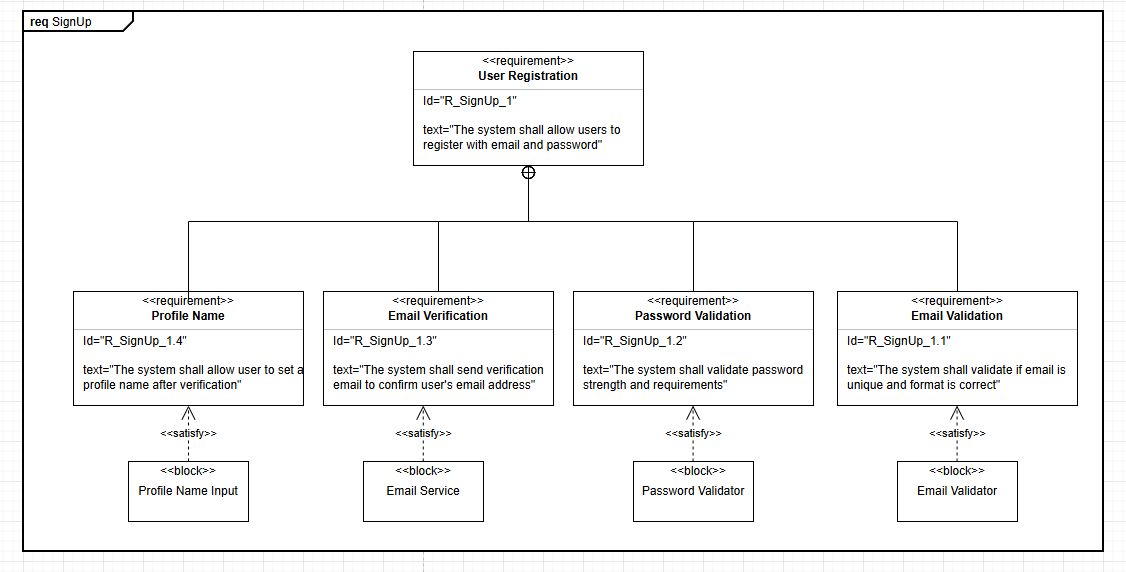 req SignUp
<<requirement>>
User Registration
Id="R_SignUp_1"
text="The system shall allow users to
register with email and password"
<<requirement>>
Profile Name
Id="R_SignUp_1.4"
text="The system shall allow user to set a
profile name after verification"
<<requirement>>
Email Verification
Id="R_SignUp_1.3"
text="The system shall send verification
email to confirm user's email address"
<<requirement>>
Password Validation
Id="R_SignUp_1.2"
text="The system shall validate password
strength and requirements"
<<requirement>>
Email Validation
Id="R_SignUp_1.1"
text="The system shall validate if email is
unique and format is correct"
<<satisfy>>
<<satisfy>>
<<satisfy>>
<<satisfy>>
<<block>>
Profile Name Input
<<block>>
Email Service
<<block>>
Password Validator
<<block>>
Email Validator